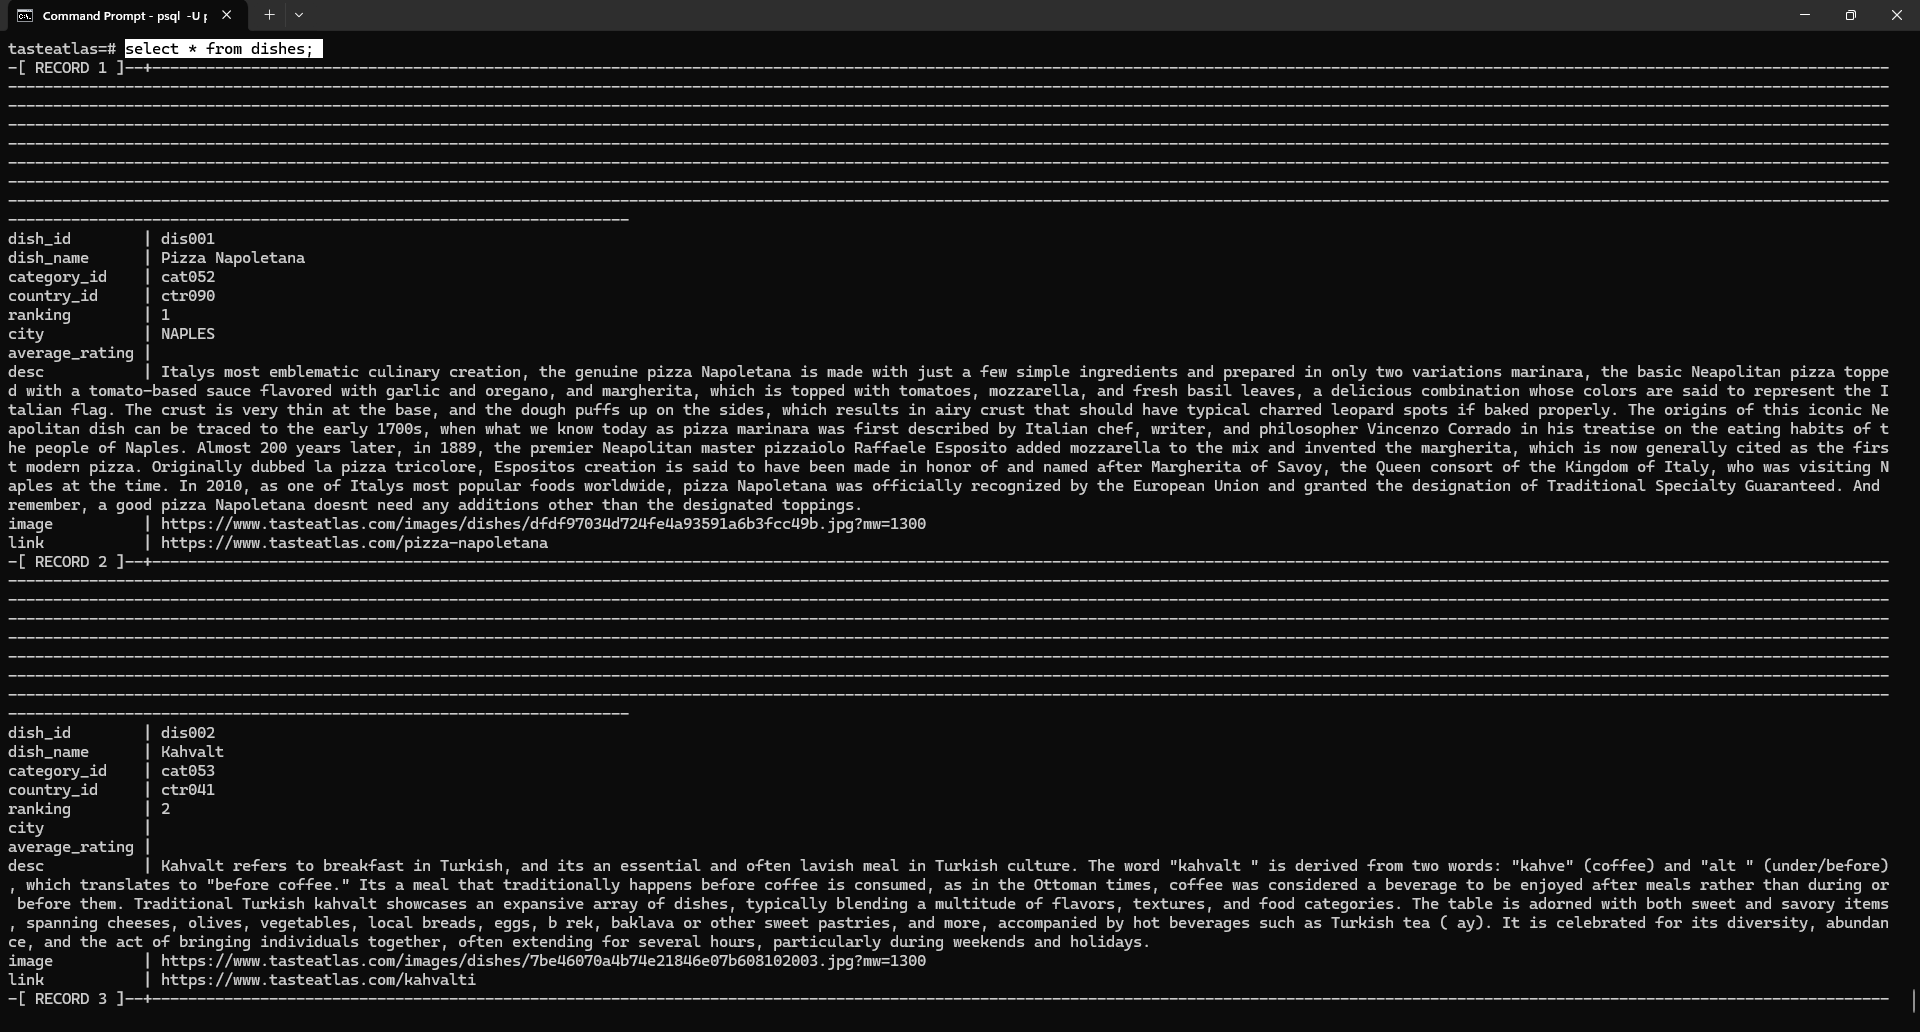 Command Prompt - psql  -U p
tasteatlas=# select * from dishes;
-[ RECORD 1 ]--+--------------------------------
dish_id        | dis001
dish_name      | Pizza Napoletana
category_id    | cat052
country_id     | ctr090
ranking        | 1
city           | NAPLES
average_rating |
desc           | Italys most emblematic culinary creation, the genuine pizza Napoletana is made with just a few simple ingredients and prepared in only two variations marinara, the basic Neapolitan pizza toppe
d with a tomato-based sauce flavored with garlic and oregano, and margherita, which is topped with tomatoes, mozzarella, and fresh basil leaves, a delicious combination whose colors are said to represent the I
talian flag. The crust is very thin at the base, and the dough puffs up on the sides, which results in airy crust that should have typical charred leopard spots if baked properly. The origins of this iconic Ne
apolitan dish can be traced to the early 1700s, when what we know today as pizza marinara was first described by Italian chef, writer, and philosopher Vincenzo Corrado in his treatise on the eating habits of t
he people of Naples. Almost 200 years later, in 1889, the premier Neapolitan master pizzaiolo Raffaele Esposito added mozzarella to the mix and invented the margherita, which is now generally cited as the firs
t modern pizza. Originally dubbed la pizza tricolore, Espositos creation is said to have been made in honor of and named after Margherita of Savoy, the Queen consort of the Kingdom of Italy, who was visiting N
aples at the time. In 2010, as one of Italys most popular foods worldwide, pizza Napoletana was officially recognized by the European Union and granted the designation of Traditional Specialty Guaranteed. And
remember, a good pizza Napoletana doesnt need any additions other than the designated toppings.
image          | https://www.tasteatlas.com/images/dishes/dfdf97034d724fe4a93591a6b3fcc49b.jpg?mw=1300
link           | https://www.tasteatlas.com/pizza-napoletana
-[ RECORD 2 ]--+--------------------------------
dish_id        | dis002
dish_name      | Kahvalt
category_id    | cat053
country_id     | ctr041
ranking        | 2
city           |
average_rating |
desc           | Kahvalt refers to breakfast in Turkish, and its an essential and often lavish meal in Turkish culture. The word "kahvalt " is derived from two words: "kahve" (coffee) and "alt " (under/before)
, which translates to "before coffee." Its a meal that traditionally happens before coffee is consumed, as in the Ottoman times, coffee was considered a beverage to be enjoyed after meals rather than during or
 before them. Traditional Turkish kahvalt showcases an expansive array of dishes, typically blending a multitude of flavors, textures, and food categories. The table is adorned with both sweet and savory items
, spanning cheeses, olives, vegetables, local breads, eggs, b rek, baklava or other sweet pastries, and more, accompanied by hot beverages such as Turkish tea ( ay). It is celebrated for its diversity, abundan
ce, and the act of bringing individuals together, often extending for several hours, particularly during weekends and holidays.
image          | https://www.tasteatlas.com/images/dishes/7be46070a4b74e21846e07b608102003.jpg?mw=1300
link           | https://www.tasteatlas.com/kahvalti
-[ RECORD 3 ]--+--------------------------------